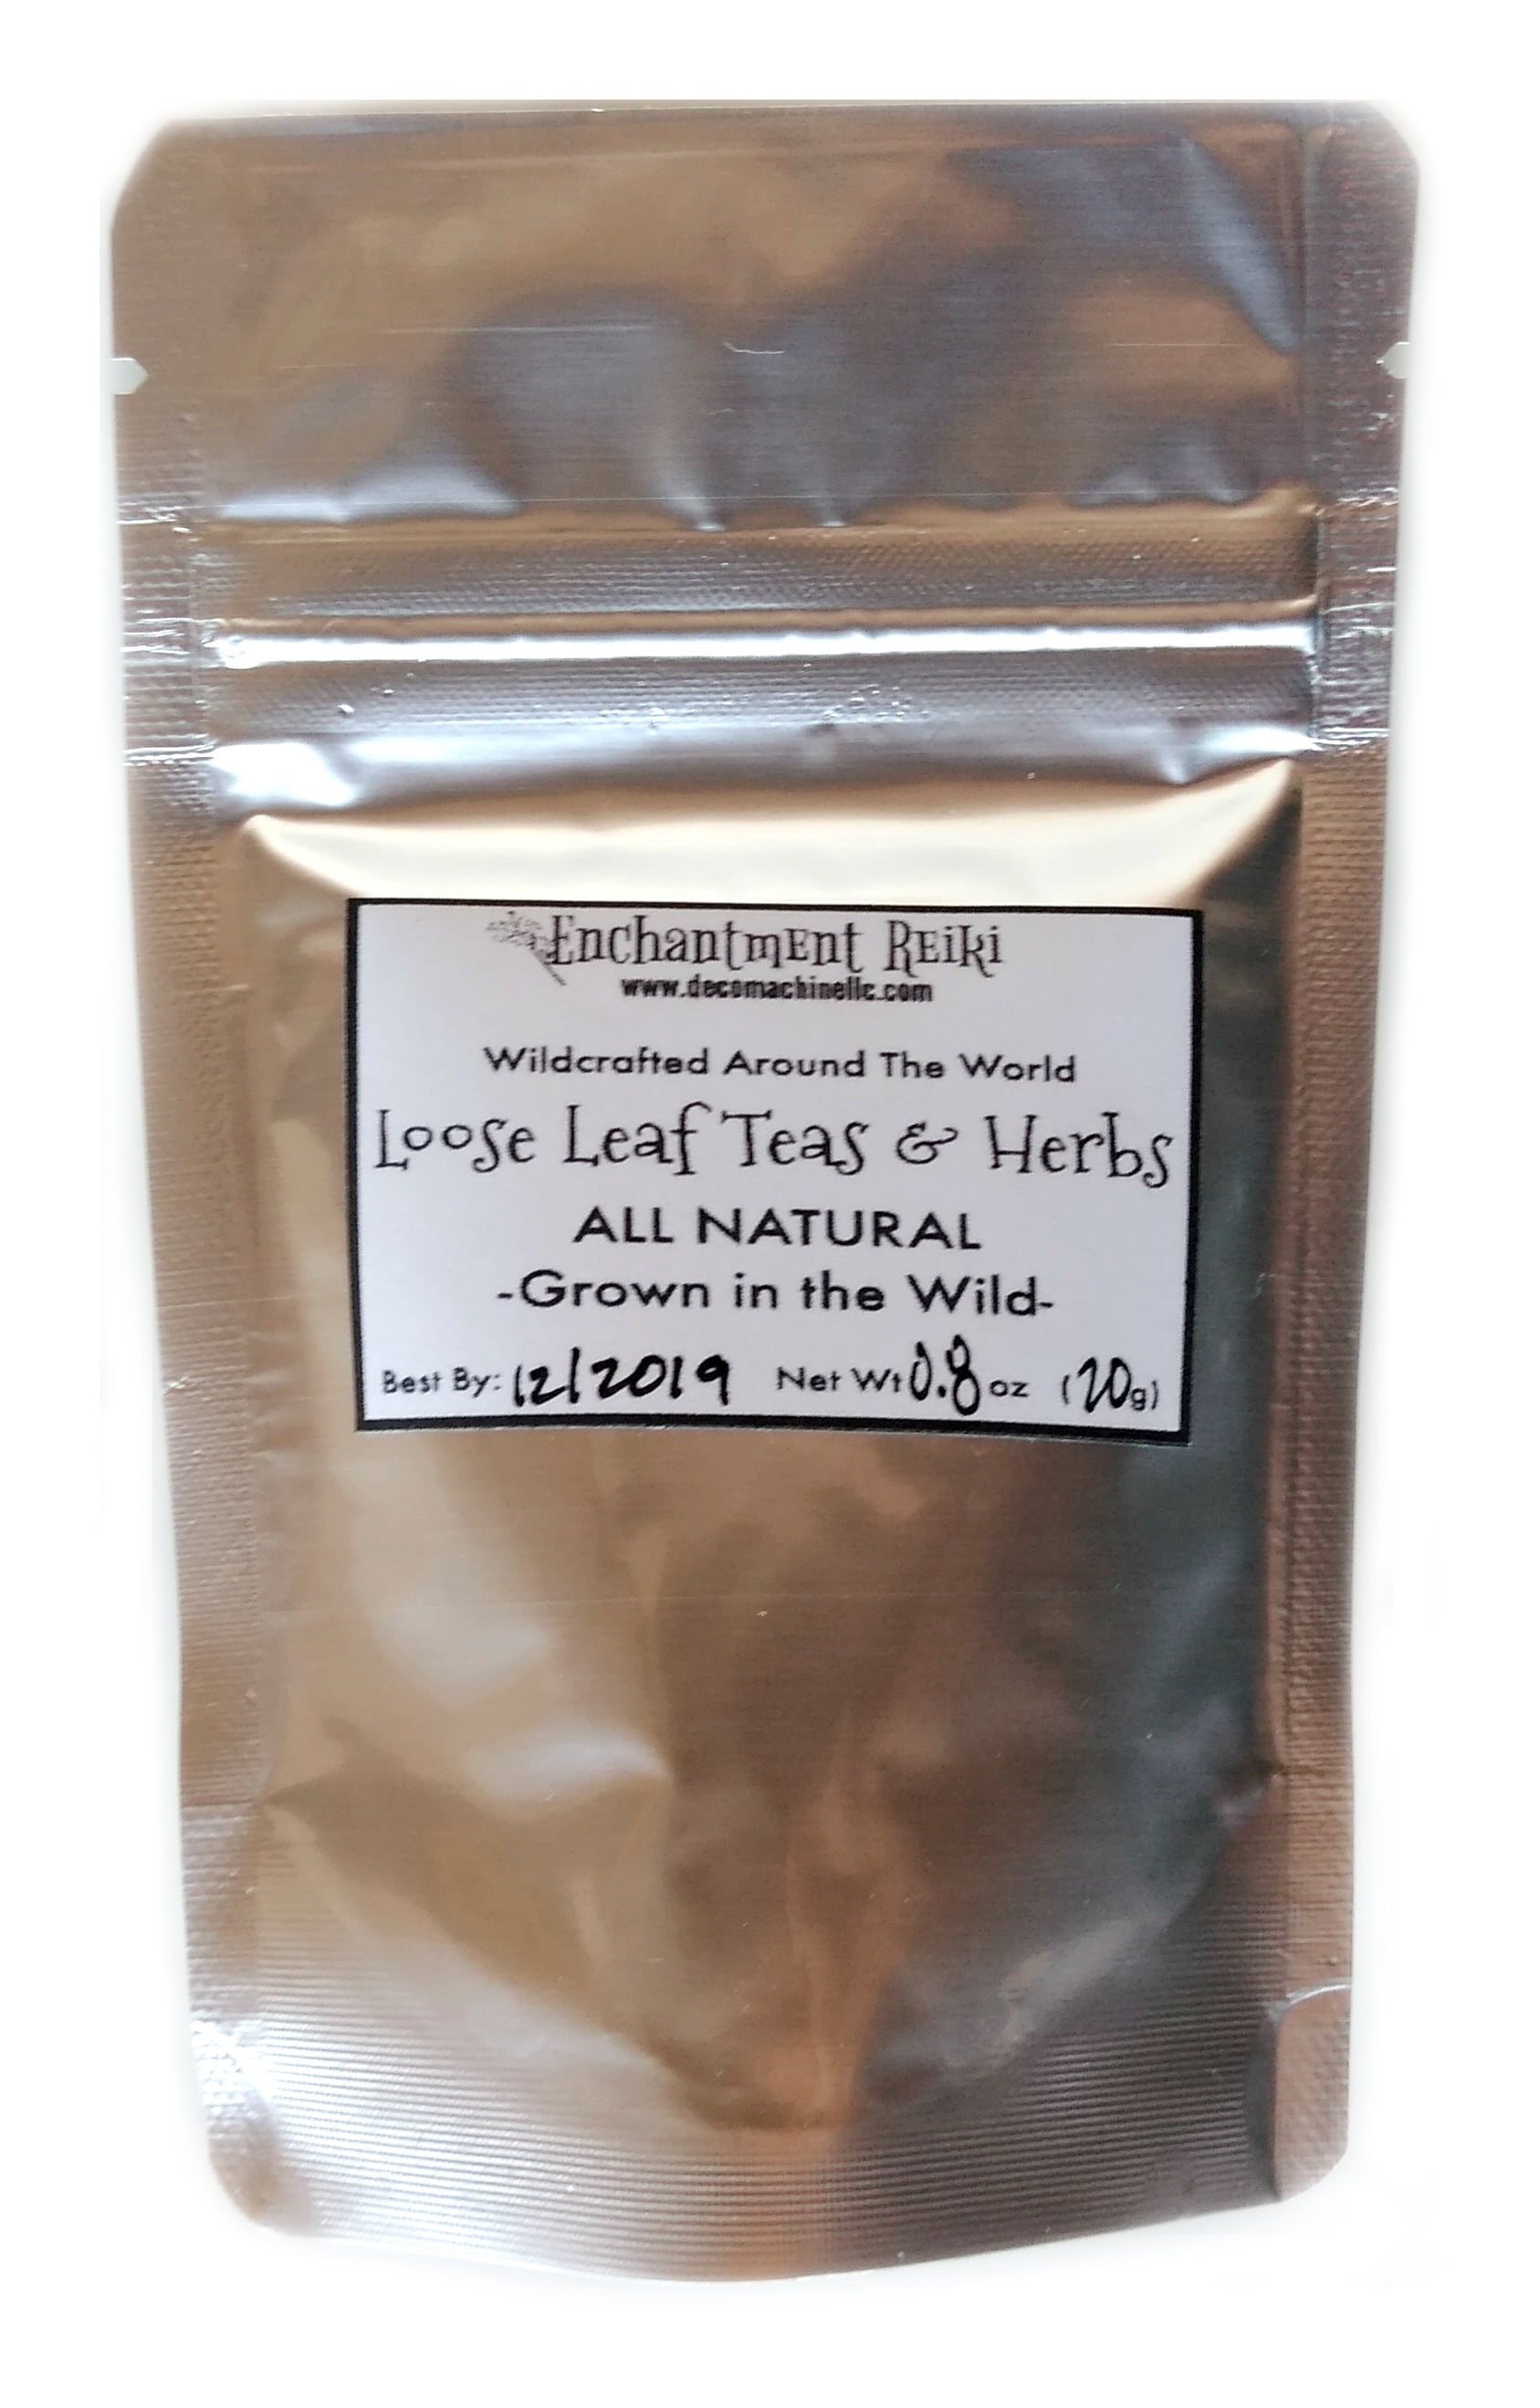 Enchantment Reiki
www.decomachinellc.com
Wildcrafted Around The World
Loose Leaf Teas & Herbs
ALL NATURAL
-Grown in the Wild-
Best By: 12/2019 Net Wt 0.8 oz (20g)